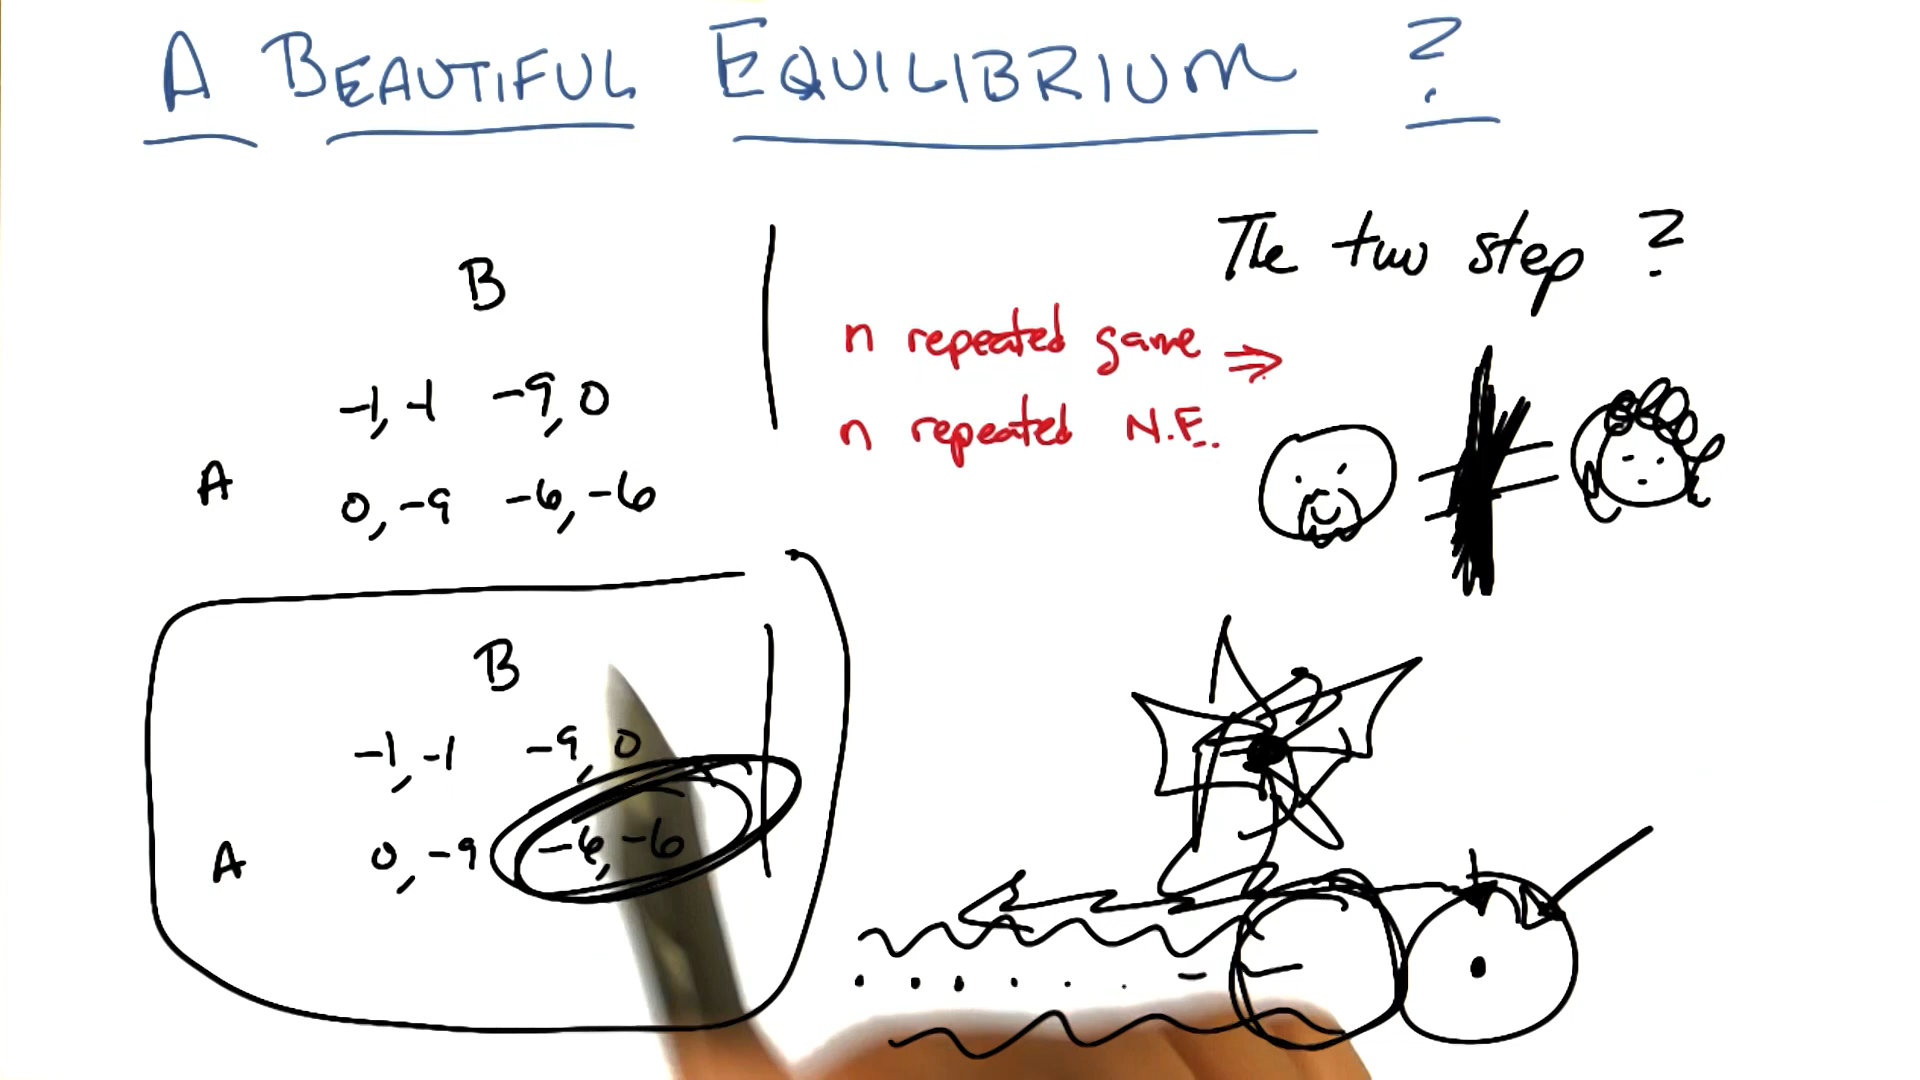 A BEAUTIFUL EQUILIBRIUM ?
The two step ?
B
-1, -1 -9, 0
A
0, -9 -6, -6
n repeated game ⇒
n repeated N.E.
B
-1, -1 -9, 0
A
0, -9 -6, -6